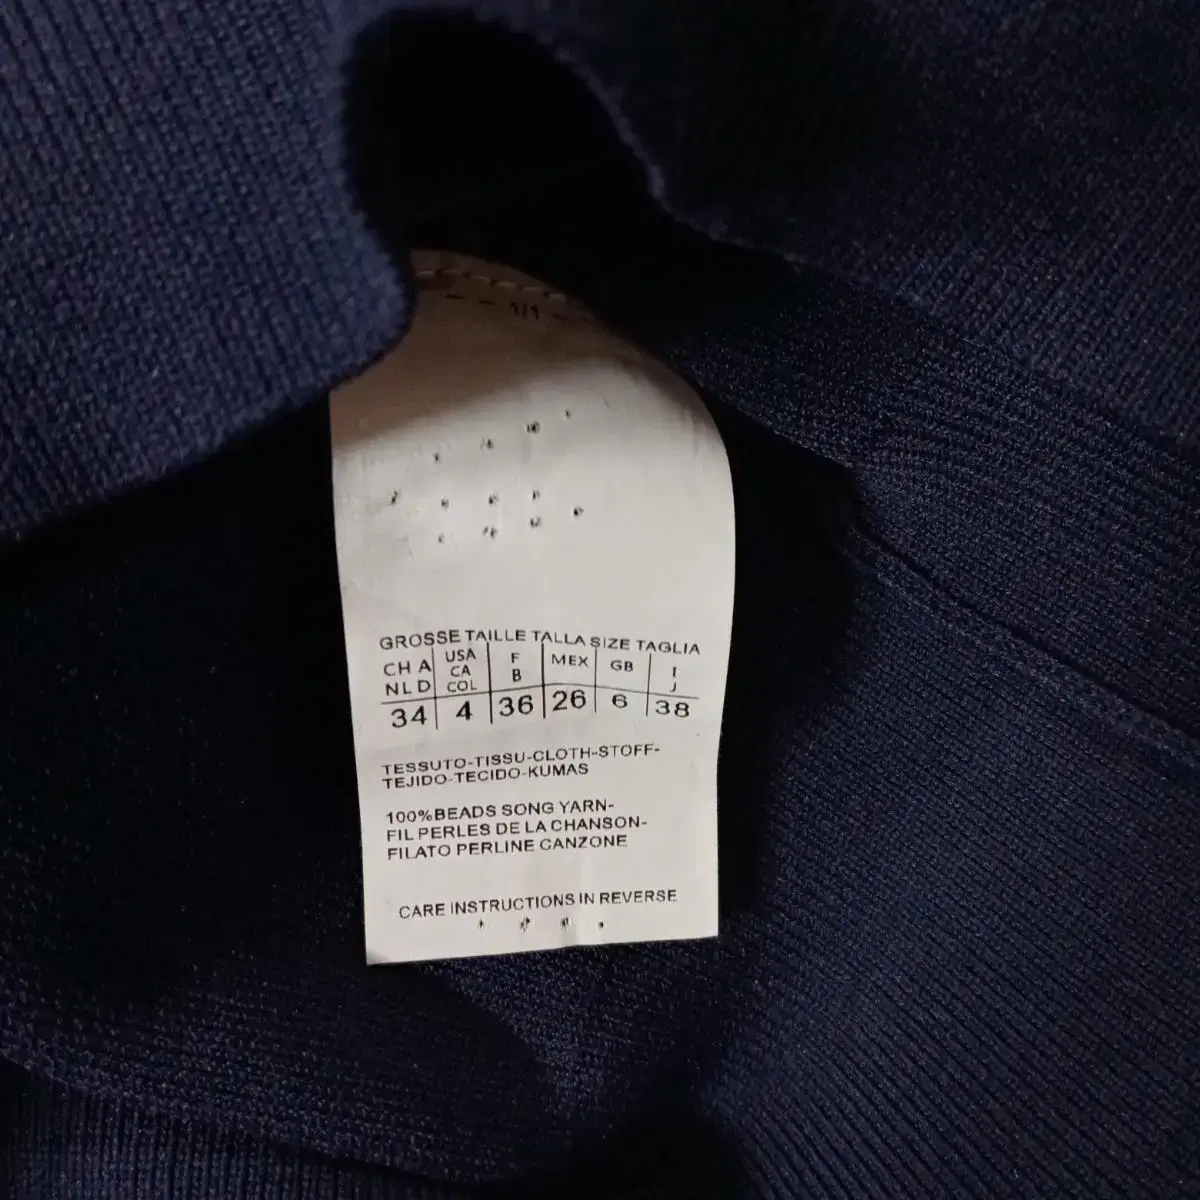 1/1
GROSSE TAILLE TALLA SIZE TAGLIA
CH A USA F MEX GB I
NL D CA B J
COL
34 4 36 26 6 38
TESSUTO-TISSU-CLOTH-STOFF-
TEJIDO-TECIDO-KUMAS
100%BEADS SONG YARN-
FIL PERLES DE LA CHANSON-
FILATO PERLINE CANZONE
CARE INSTRUCTIONS IN REVERSE